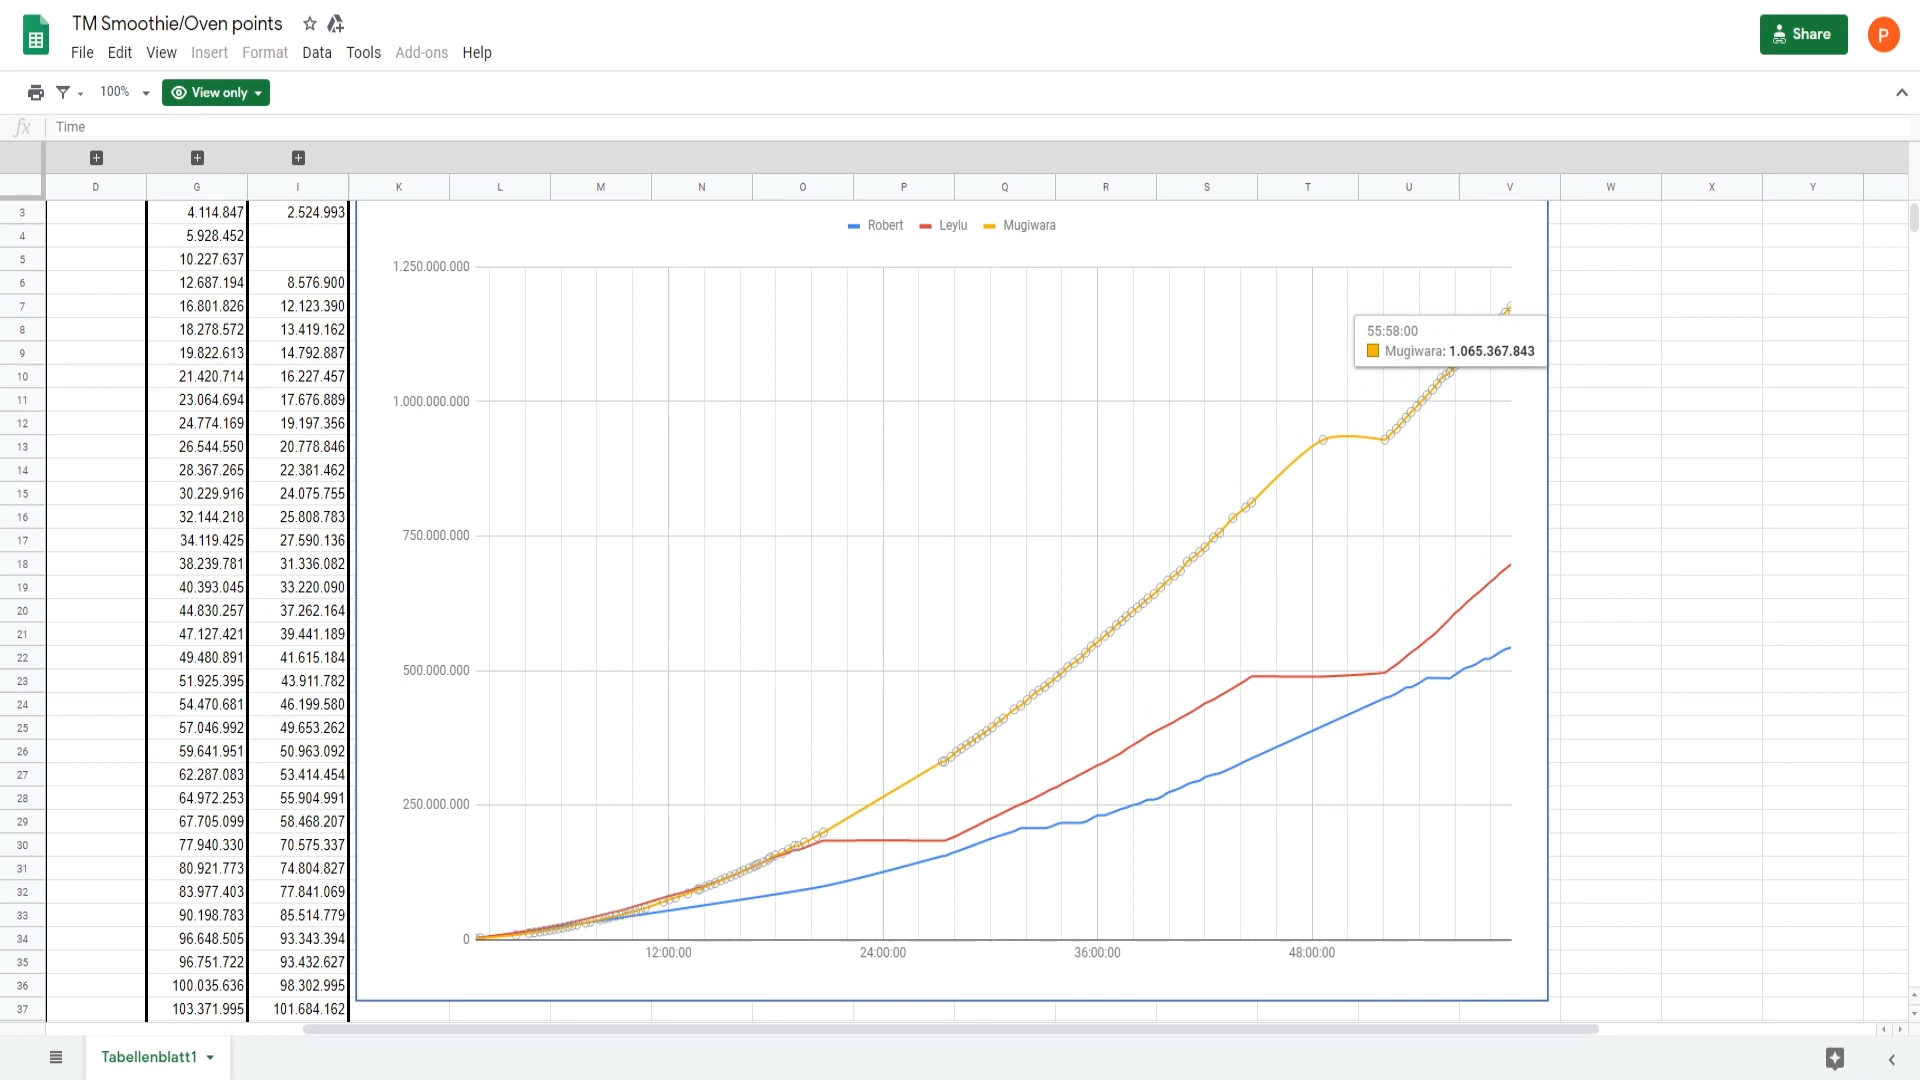 TM Smoothie/Oven points
File Edit View Insert Format Data Tools Add-ons Help
Share
P
100%
View only
fx Time
D G I K L M N O P Q R S T U V W X Y
3 4.114.847 2.524.993
4 5.928.452
5 10.227.637
6 12.687.194 8.576.900
7 16.801.826 12.123.390
8 18.278.572 13.419.162
9 19.822.613 14.792.887
10 21.420.714 16.227.457
11 23.064.694 17.676.889
12 24.774.169 19.197.356
13 26.544.550 20.778.846
14 28.367.265 22.381.462
15 30.229.916 24.075.755
16 32.144.218 25.808.783
17 34.119.425 27.590.136
18 38.239.781 31.336.082
19 40.393.045 33.220.090
20 44.830.257 37.262.164
21 47.127.421 39.441.189
22 49.480.891 41.615.184
23 51.925.395 43.911.782
24 54.470.681 46.199.580
25 57.046.992 49.653.262
26 59.641.951 50.963.092
27 62.287.083 53.414.454
28 64.972.253 55.904.991
29 67.705.099 58.468.207
30 77.940.330 70.575.337
31 80.921.773 74.804.827
32 83.977.403 77.841.069
33 90.198.783 85.514.779
34 96.648.505 93.343.394
35 96.751.722 93.432.627
36 100.035.636 98.302.995
37 103.371.995 101.684.162
Robert Leylu Mugiwara
1.250.000.000
1.000.000.000
750.000.000
500.000.000
250.000.000
0
12:00:00 24:00:00 36:00:00 48:00:00
55:58:00
Mugiwara: 1.065.367.843
Tabellenblatt1